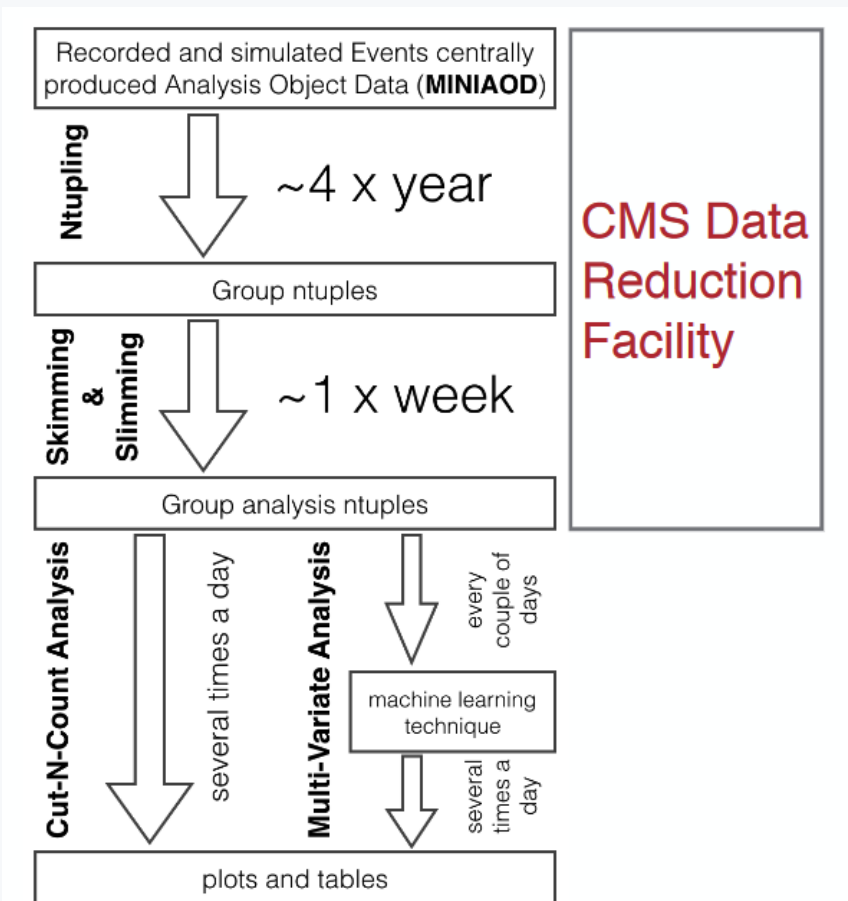 Recorded and simulated Events centrally
produced Analysis Object Data (MINIAOD)
Ntupling
~4 x year
CMS Data
Reduction
Facility
Group ntuples
Skimming
&
Slimming
~1 x week
Group analysis ntuples
Cut-N-Count Analysis
several times a day
Multi-Variate Analysis
every
couple of
days
machine learning
technique
several
times a
day
plots and tables